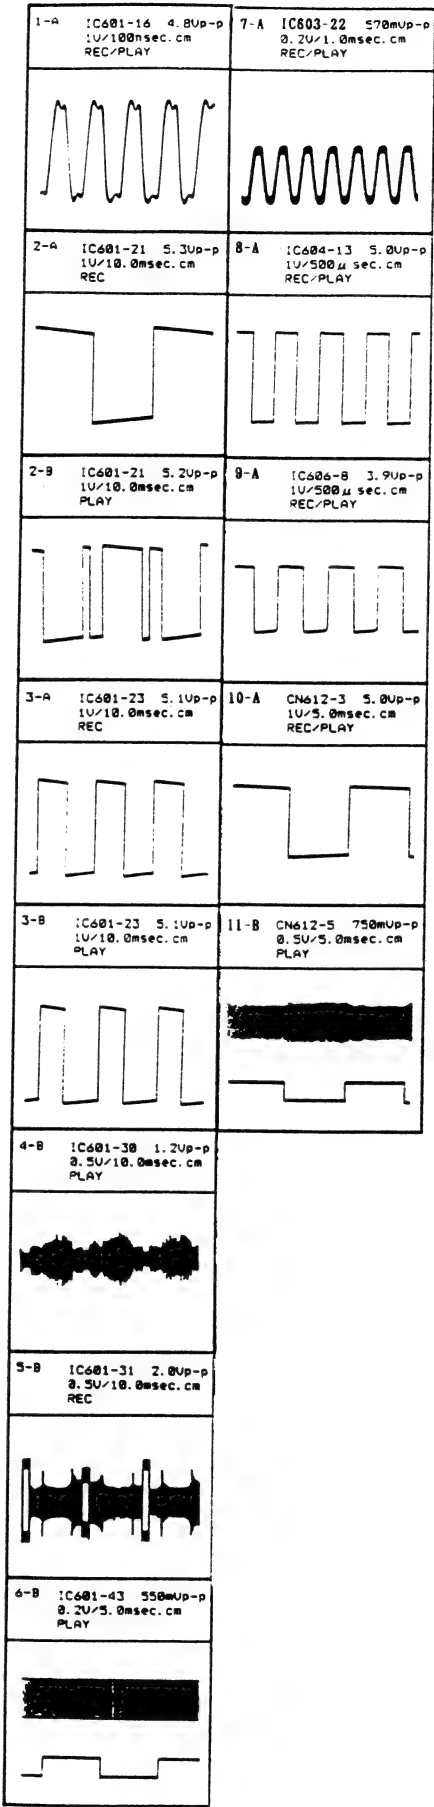 1-A IC601-16 4.8Vp-p
1V/100nsec.cm
REC/PLAY
2-A IC601-21 5.3Vp-p
1V/10.0msec.cm
REC
2-B IC601-21 5.2Vp-p
1V/10.0msec.cm
PLAY
3-A IC601-23 5.1Vp-p
1V/10.0msec.cm
REC
3-B IC601-23 5.1Vp-p
1V/10.0msec.cm
PLAY
4-B IC601-30 1.2Vp-p
0.5V/10.0msec.cm
PLAY
5-B IC601-31 2.0Vp-p
0.5V/10.0msec.cm
REC
6-B IC601-43 550mVp-p
0.2V/5.0msec.cm
PLAY
7-A IC603-22 570mVp-p
0.2V/1.0msec.cm
REC/PLAY
8-A IC604-13 5.0Vp-p
1V/500μsec.cm
REC/PLAY
9-A IC606-8 3.9Vp-p
1V/500μsec.cm
REC/PLAY
10-A CN612-3 5.0Vp-p
1V/5.0msec.cm
REC/PLAY
11-B CN612-5 750mVp-p
0.5V/5.0msec.cm
PLAY